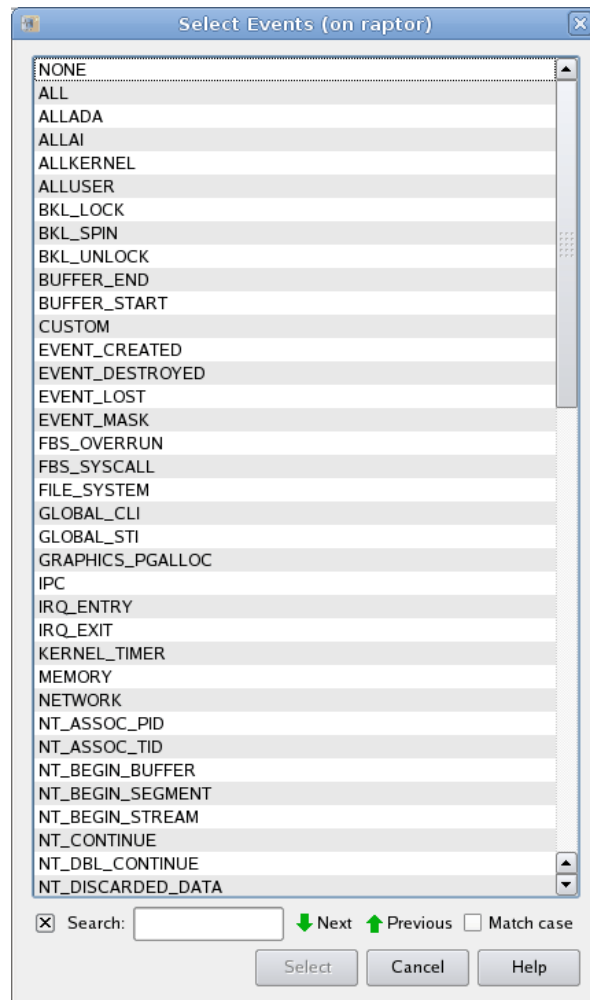 Select Events (on raptor)
NONE
ALL
ALLADA
ALLAI
ALLKERNEL
ALLUSER
BKL_LOCK
BKL_SPIN
BKL_UNLOCK
BUFFER_END
BUFFER_START
CUSTOM
EVENT_CREATED
EVENT_DESTROYED
EVENT_LOST
EVENT_MASK
FBS_OVERRUN
FBS_SYSCALL
FILE_SYSTEM
GLOBAL_CLI
GLOBAL_STI
GRAPHICS_PGALLOC
IPC
IRQ_ENTRY
IRQ_EXIT
KERNEL_TIMER
MEMORY
NETWORK
NT_ASSOC_PID
NT_ASSOC_TID
NT_BEGIN_BUFFER
NT_BEGIN_SEGMENT
NT_BEGIN_STREAM
NT_CONTINUE
NT_DBL_CONTINUE
NT_DISCARDED_DATA
Search: Next Previous Match case
Select Cancel Help